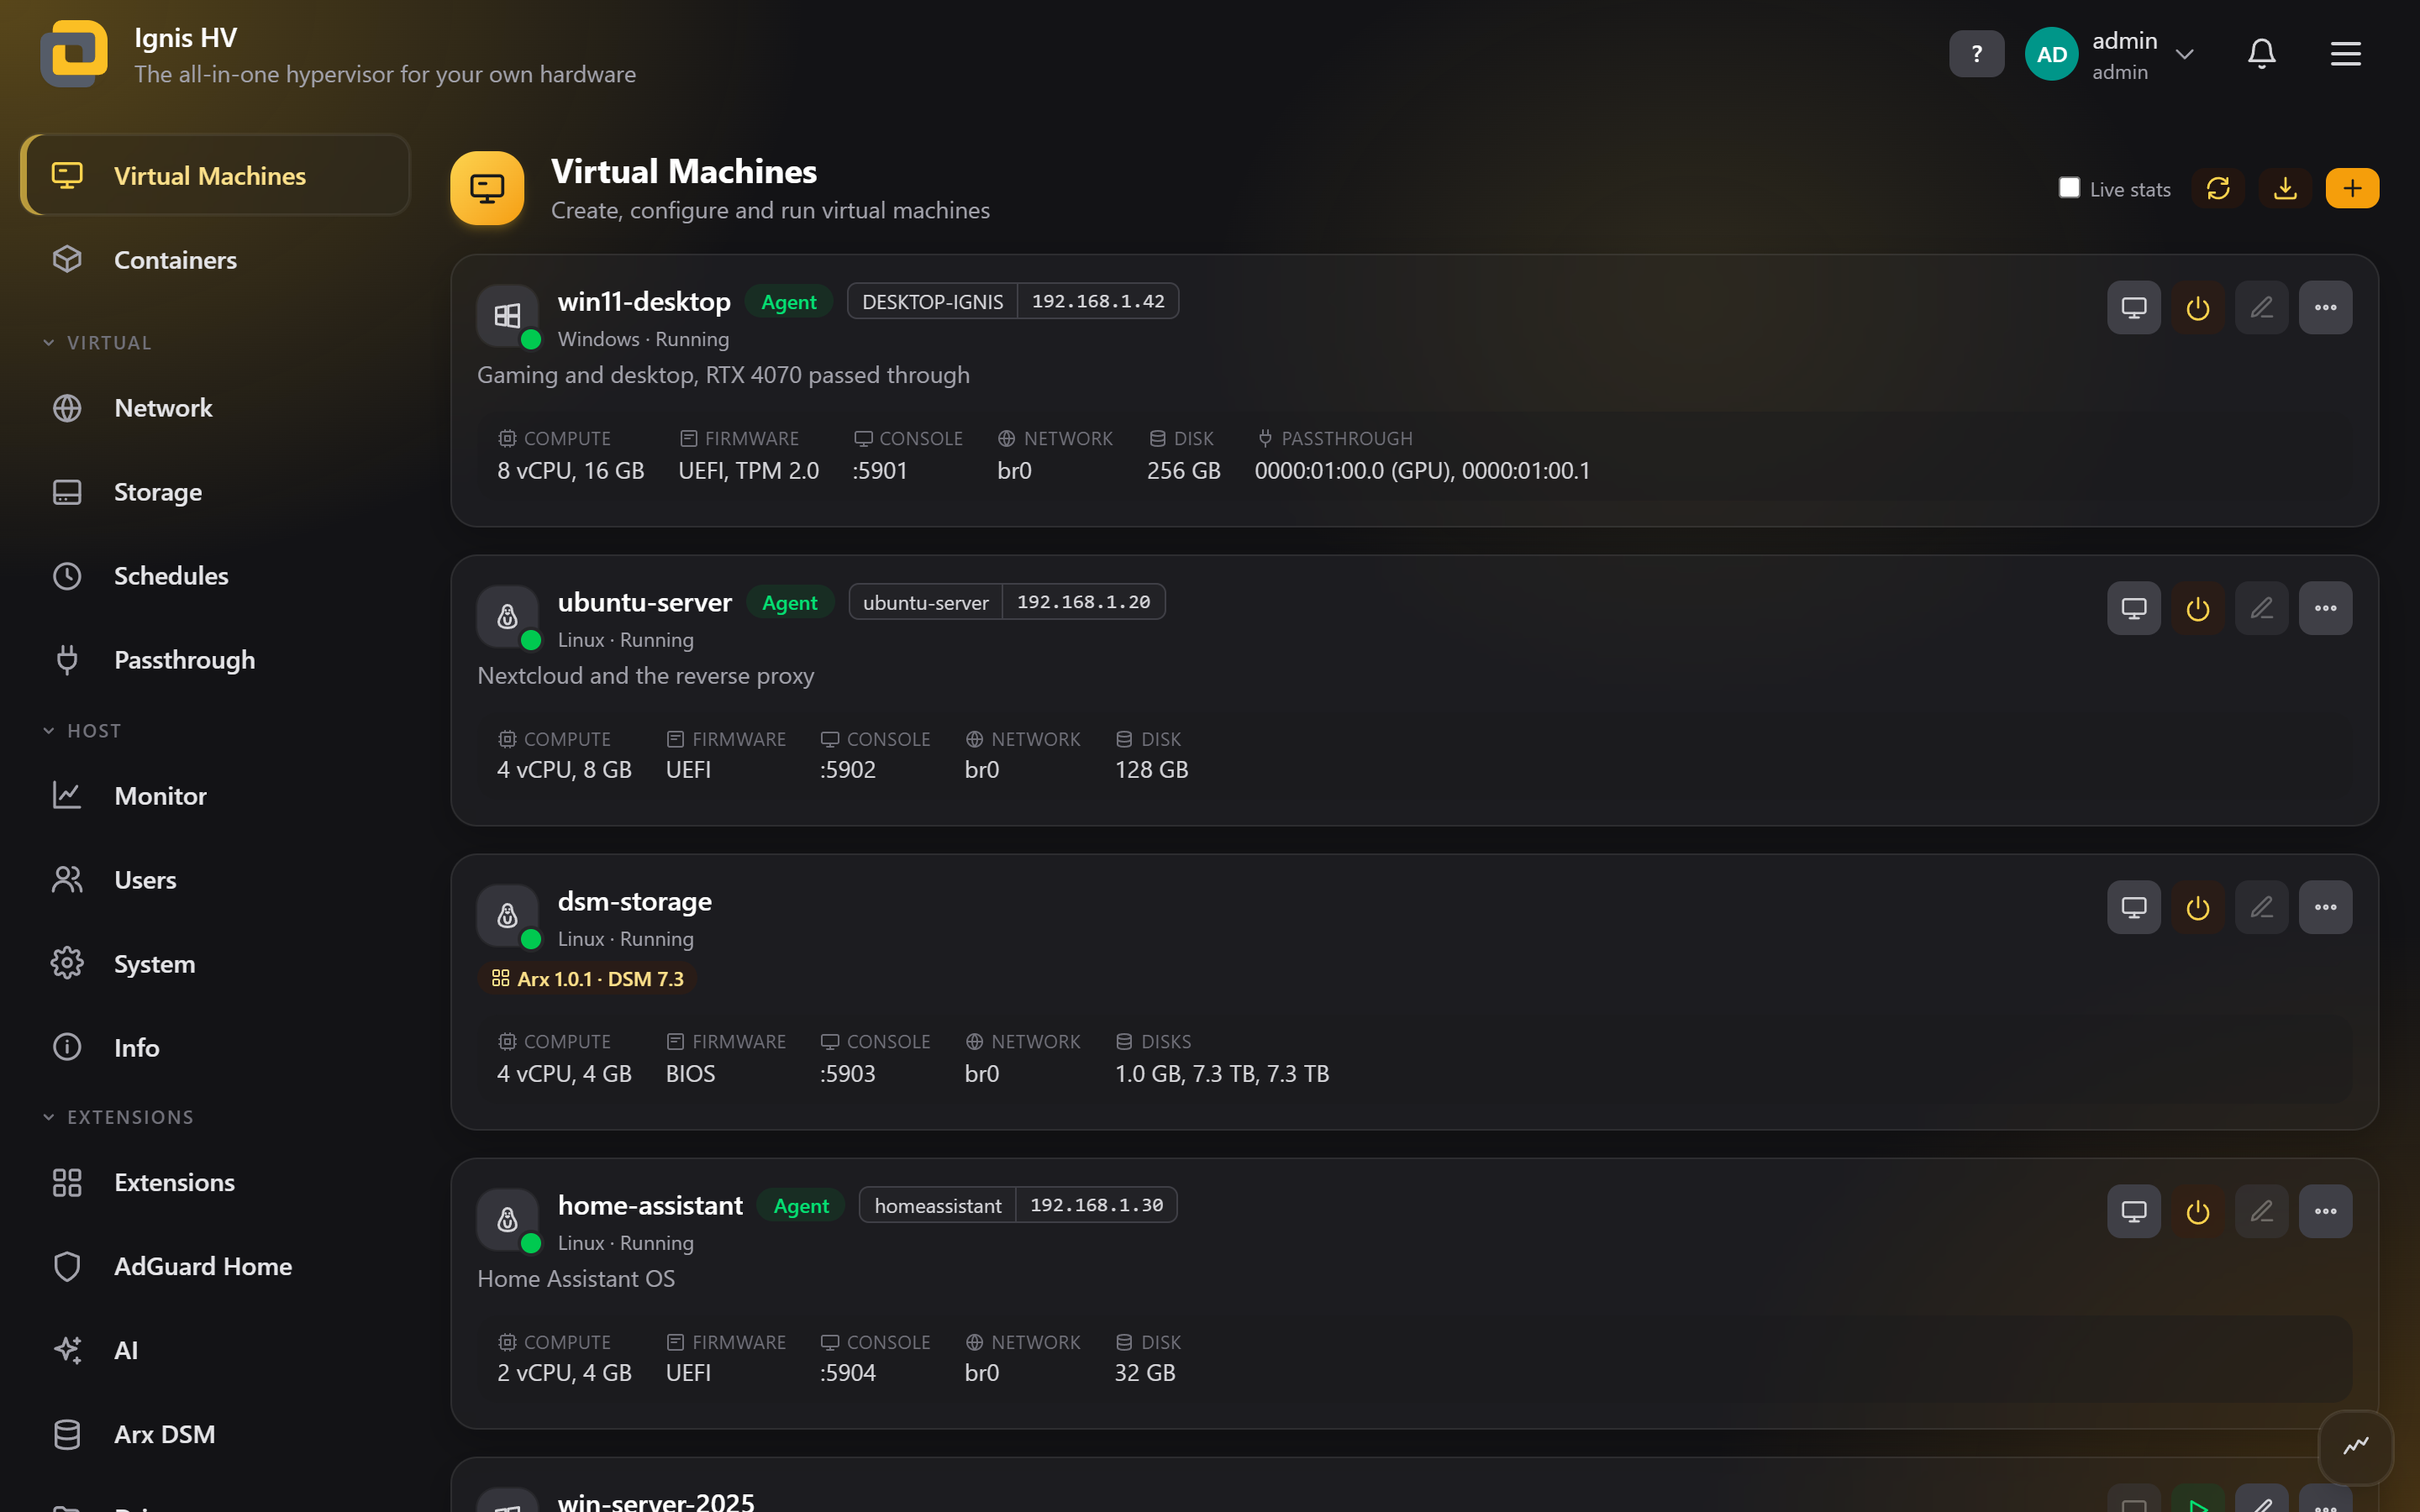 Ignis HV
The all-in-one hypervisor for your own hardware
?
AD
admin
admin
Virtual Machines
Containers
VIRTUAL
Network
Storage
Schedules
Passthrough
HOST
Monitor
Users
System
Info
EXTENSIONS
Extensions
AdGuard Home
AI
Arx DSM
Virtual Machines
Create, configure and run virtual machines
Live stats
win11-desktop Agent DESKTOP-IGNIS 192.168.1.42
Windows · Running
Gaming and desktop, RTX 4070 passed through
COMPUTE FIRMWARE CONSOLE NETWORK DISK PASSTHROUGH
8 vCPU, 16 GB UEFI, TPM 2.0 :5901 br0 256 GB 0000:01:00.0 (GPU), 0000:01:00.1
ubuntu-server Agent ubuntu-server 192.168.1.20
Linux · Running
Nextcloud and the reverse proxy
COMPUTE FIRMWARE CONSOLE NETWORK DISK
4 vCPU, 8 GB UEFI :5902 br0 128 GB
dsm-storage
Linux · Running
Arx 1.0.1 · DSM 7.3
COMPUTE FIRMWARE CONSOLE NETWORK DISKS
4 vCPU, 4 GB BIOS :5903 br0 1.0 GB, 7.3 TB, 7.3 TB
home-assistant Agent homeassistant 192.168.1.30
Linux · Running
Home Assistant OS
COMPUTE FIRMWARE CONSOLE NETWORK DISK
2 vCPU, 4 GB UEFI :5904 br0 32 GB
win-server-2025